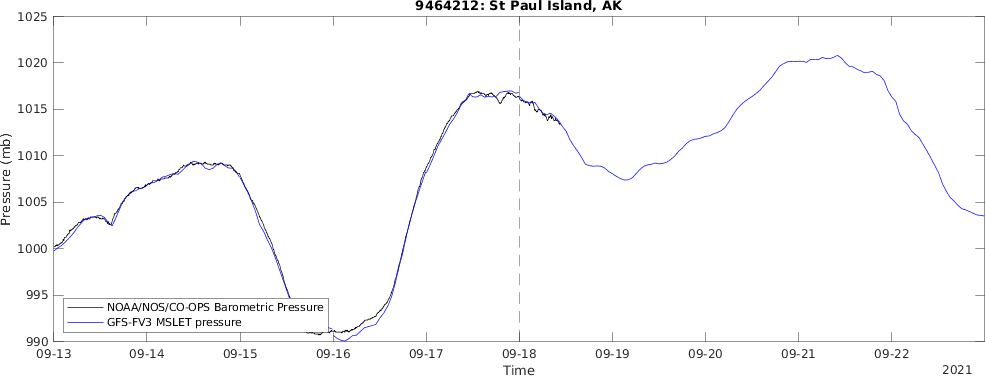 9464212: St Paul Island, AK
1025
1020
1015
1010
1005
1000
995
990
Pressure (mb)
NOAA/NOS/CO-OPS Barometric Pressure
GFS-FV3 MSLET pressure
09-13 09-14 09-15 09-16 09-17 09-18 09-19 09-20 09-21 09-22
Time
2021